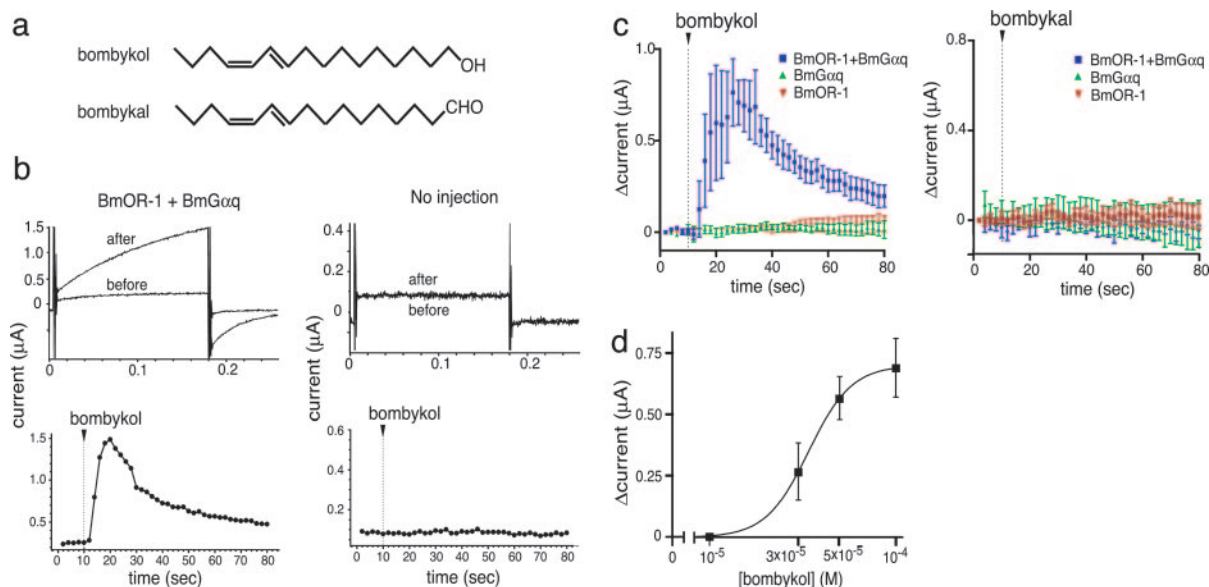 a
bombykol
OH
bombykal
CHO
b
BmOR-1 + BmGαq
1.5
1.0
0.5
0
after
before
0
0.1
0.2
No injection
0.4
0.2
0
after
before
0
0.1
0.2
current (μA)
current (μA)
bombykol
1.5
1.0
0.5
0 10 20 30 40 50 60 70 80
time (sec)
bombykol
0.6
0.4
0.2
0.1
0 10 20 30 40 50 60 70 80
time (sec)
c
bombykol
1.0
0.5
0
Δcurrent (μA)
BmOR-1+BmGαq
BmGαq
BmOR-1
0 20 40 60 80
time (sec)
bombykal
0.8
0.4
0
Δcurrent (μA)
BmOR-1+BmGαq
BmGαq
BmOR-1
0 20 40 60 80
time (sec)
d
0.75
0.50
0.25
0
Δcurrent (μA)
0 10⁻⁵ 3x10⁻⁵ 5x10⁻⁵ 10⁻⁴
[bombykol] (M)